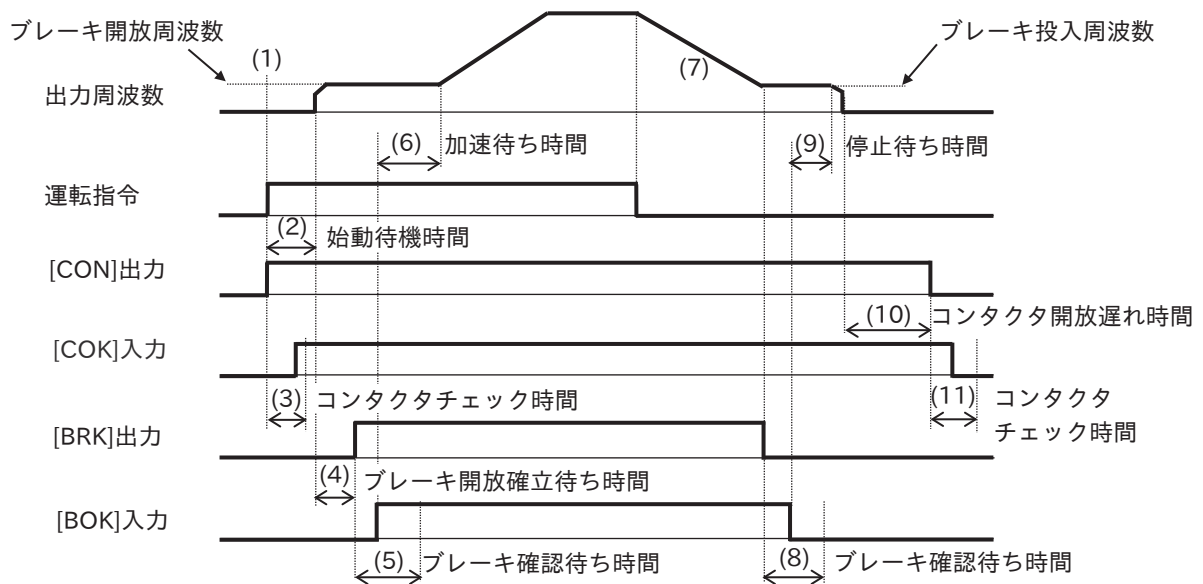 ブレーキ開放周波数
ブレーキ投入周波数
(1)
(7)
出力周波数
(6) 加速待ち時間
(9) 停止待ち時間
運転指令
(2) 始動待機時間
[CON]出力
(10) コンタクタ開放遅れ時間
[COK]入力
(3) コンタクタチェック時間
(11) コンタクタ
チェック時間
[BRK]出力
(4) ブレーキ開放確立待ち時間
[BOK]入力
(5) ブレーキ確認待ち時間
(8) ブレーキ確認待ち時間